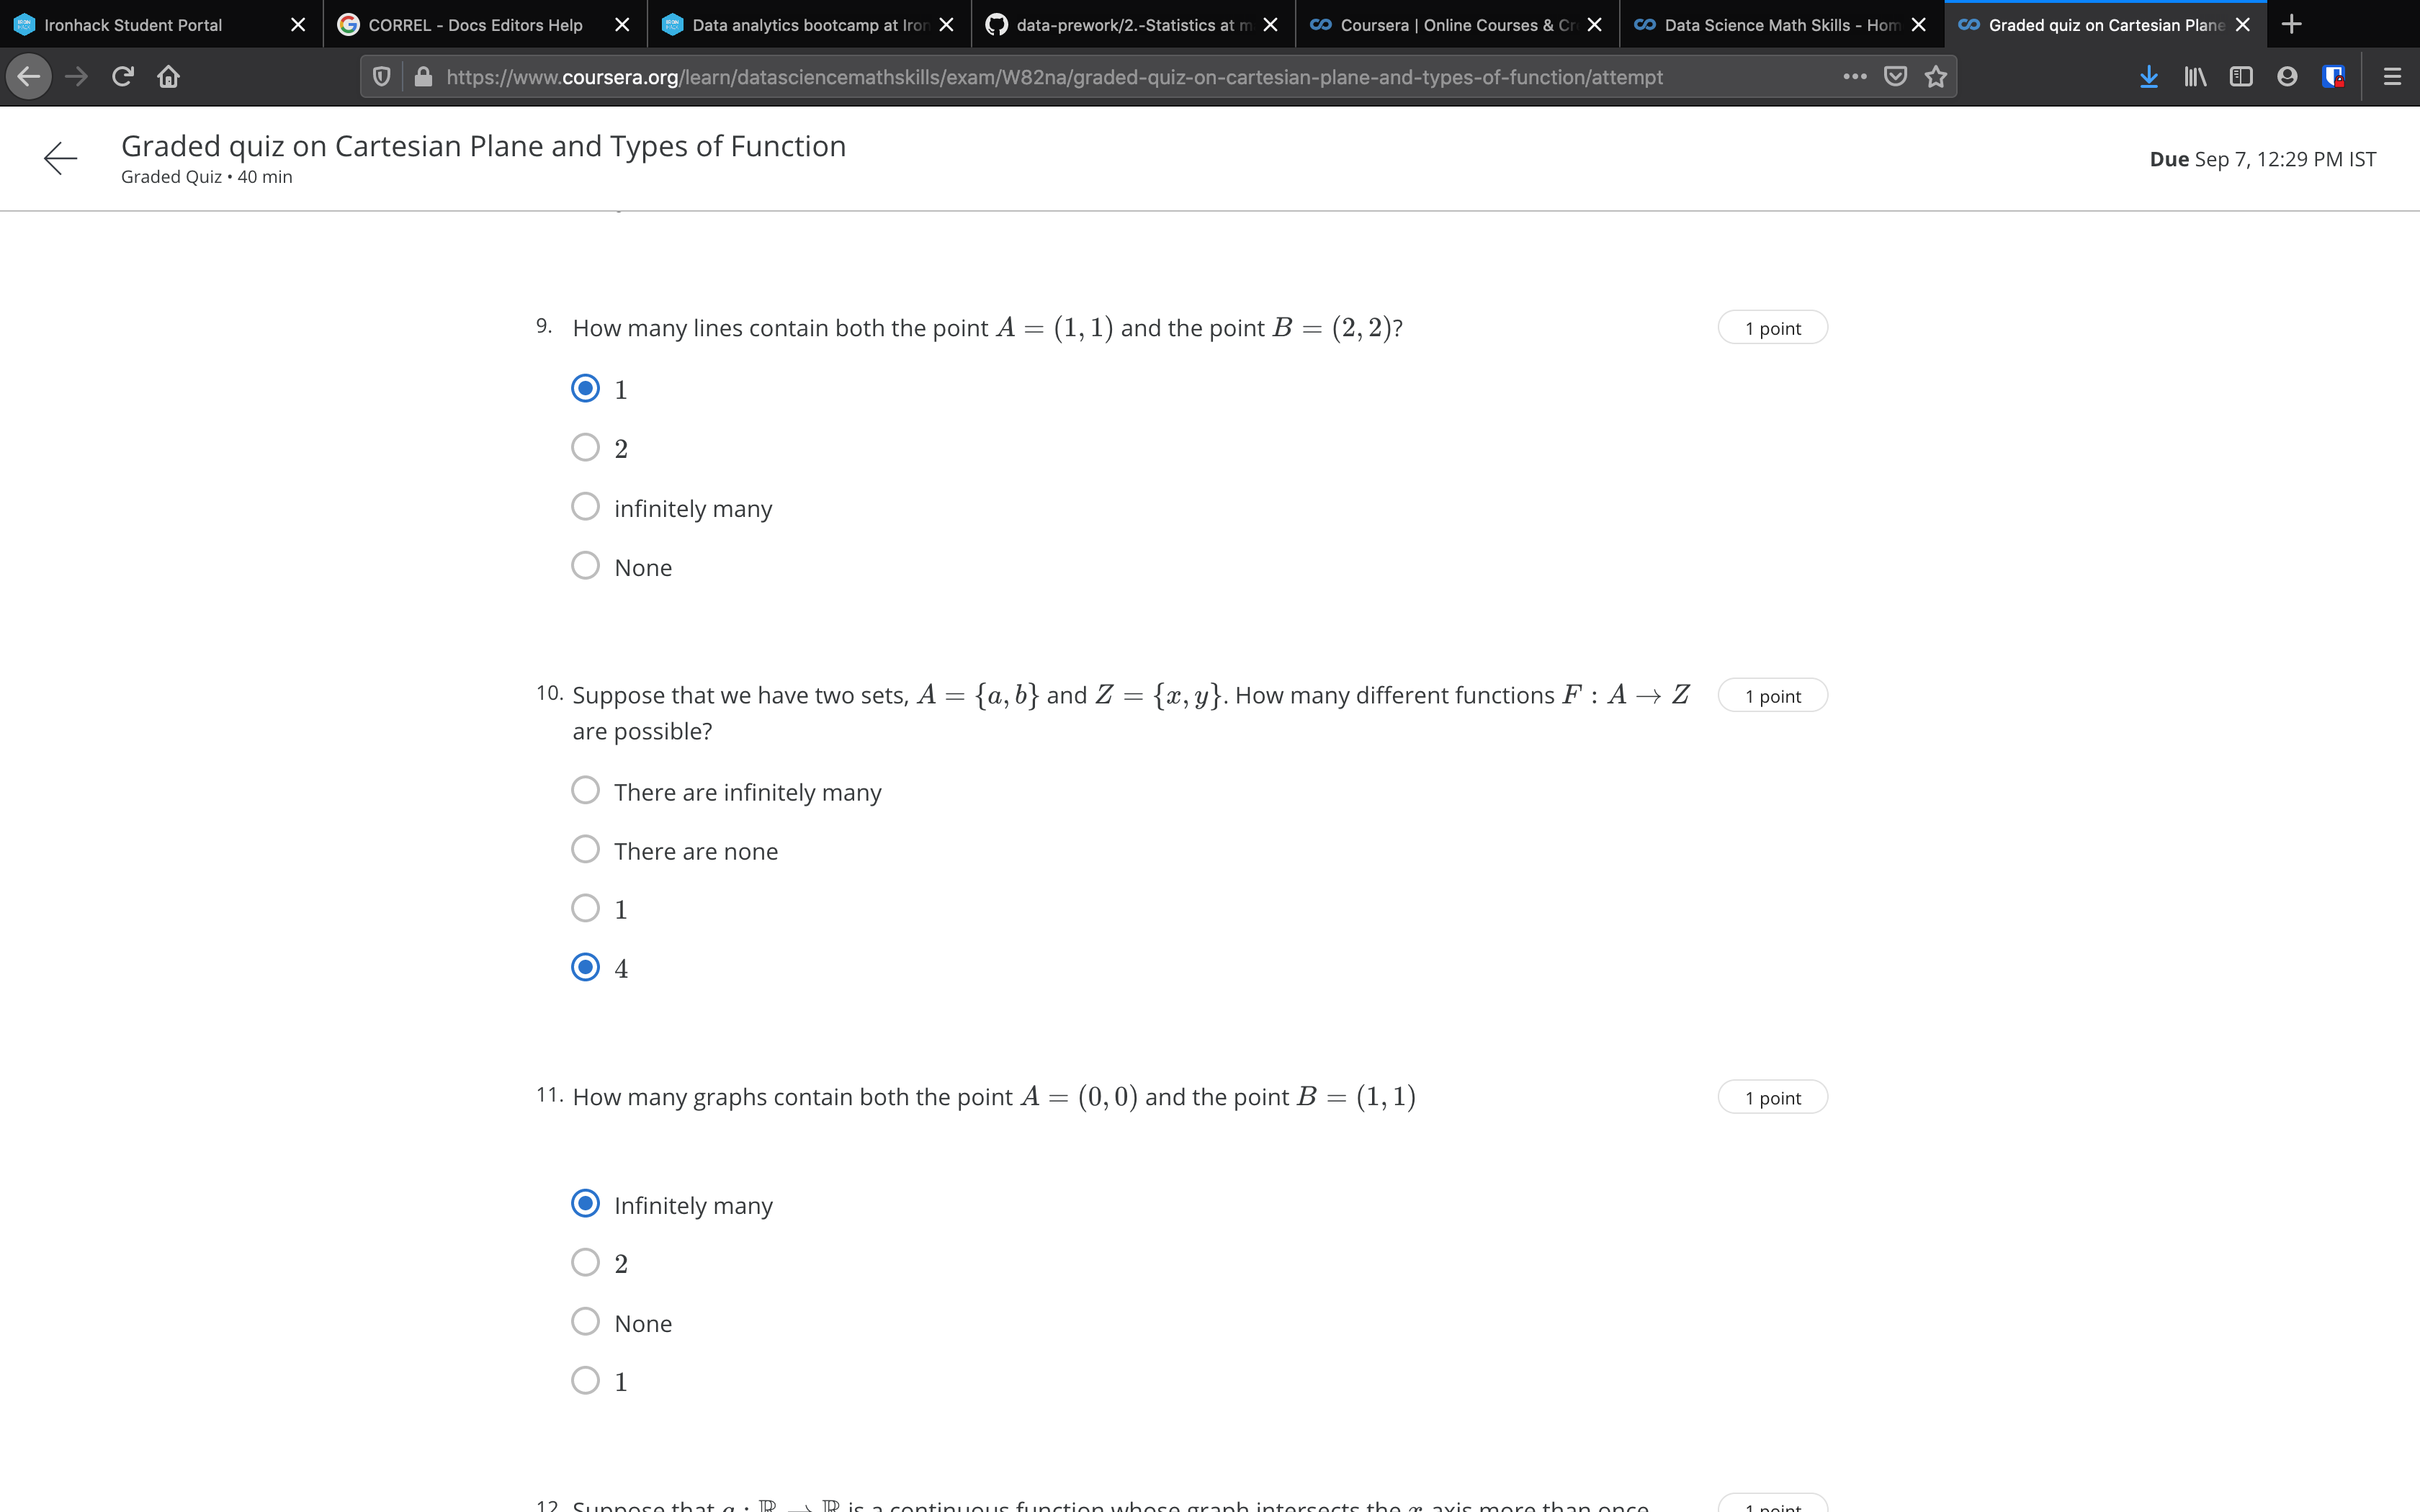 Ironhack Student Portal
CORREL - Docs Editors Help
Data analytics bootcamp at Iron
data-prework/2.-Statistics at m
Coursera | Online Courses & Cr
Data Science Math Skills - Hom
Graded quiz on Cartesian Plane
https://www.coursera.org/learn/datasciencemathskills/exam/W82na/graded-quiz-on-cartesian-plane-and-types-of-function/attempt
Graded quiz on Cartesian Plane and Types of Function
Graded Quiz • 40 min
Due Sep 7, 12:29 PM IST
9. How many lines contain both the point A = (1, 1) and the point B = (2, 2)?
1 point
1
2
infinitely many
None
10. Suppose that we have two sets, A = {a, b} and Z = {x, y}. How many different functions F : A → Z
are possible?
1 point
There are infinitely many
There are none
1
4
11. How many graphs contain both the point A = (0, 0) and the point B = (1, 1)
1 point
Infinitely many
2
None
1
12. Suppose that g : ℝ → ℝ is a continuous function whose graph intersects the x axis more than once.
1 point